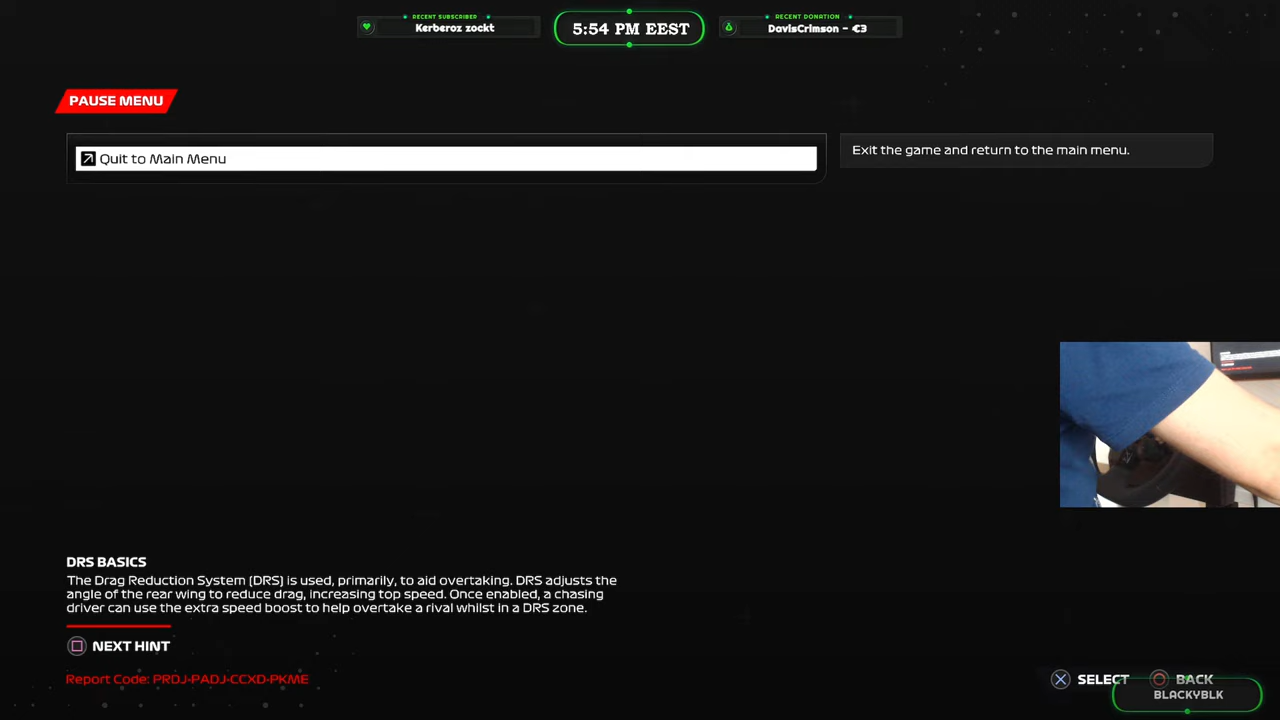 RECENT SUBSCRIBER
Kerberoz zockt
5:54 PM EEST
RECENT DONATION
DavisCrimson - €3
PAUSE MENU
Quit to Main Menu
Exit the game and return to the main menu.
DRS BASICS
The Drag Reduction System (DRS) is used, primarily, to aid overtaking. DRS adjusts the
angle of the rear wing to reduce drag, increasing top speed. Once enabled, a chasing
driver can use the extra speed boost to help overtake a rival whilst in a DRS zone.
NEXT HINT
Report Code: PRDJ-PADJ-CCXD-PKME
SELECT
BACK
BLACKYBLK